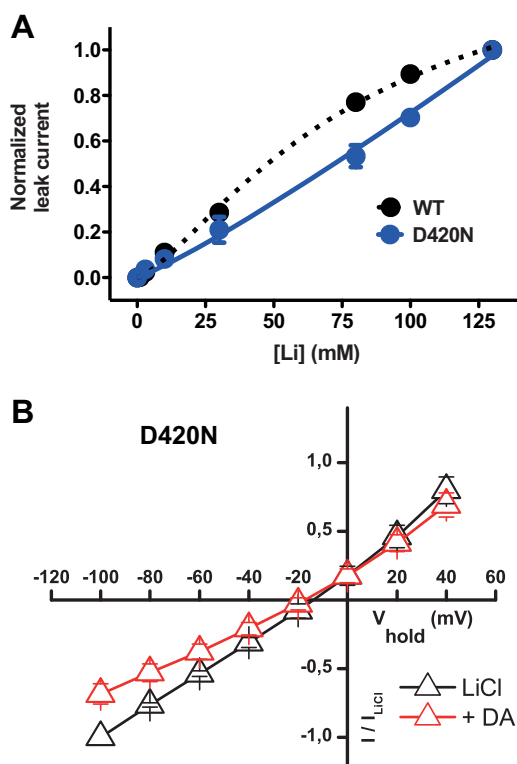 A
Normalized
leak current
1.0
0.8
0.6
0.4
0.2
0.0
WT
D420N
0
25
50
75
100
125
[Li] (mM)
B
D420N
1,0
0,5
-120 -100 -80 -60 -40 -20 0 20 40 60
V hold (mV)
-0,5
-1,0
I / I LiCl
LiCl
+ DA